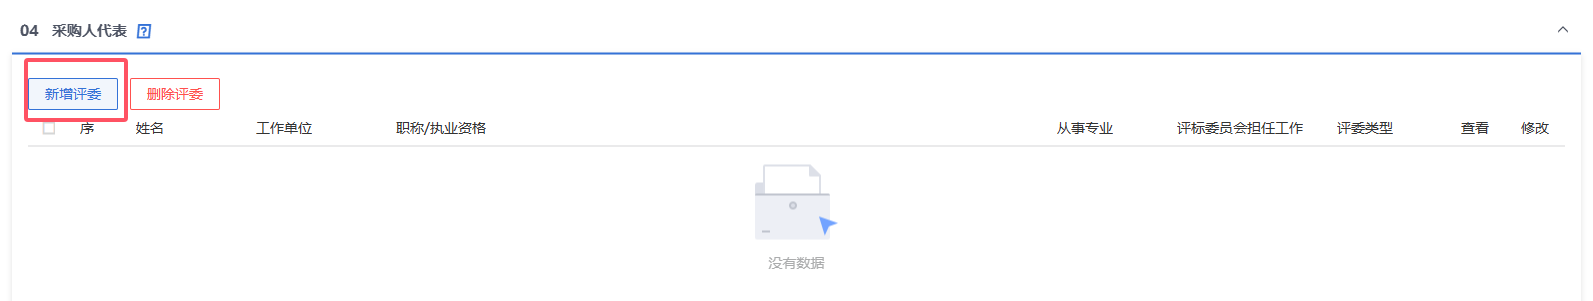 04 采购人代表 ?
新增评委 删除评委
序 姓名 工作单位 职称/执业资格 从事专业 评标委员会担任工作 评委类型 查看 修改
没有数据